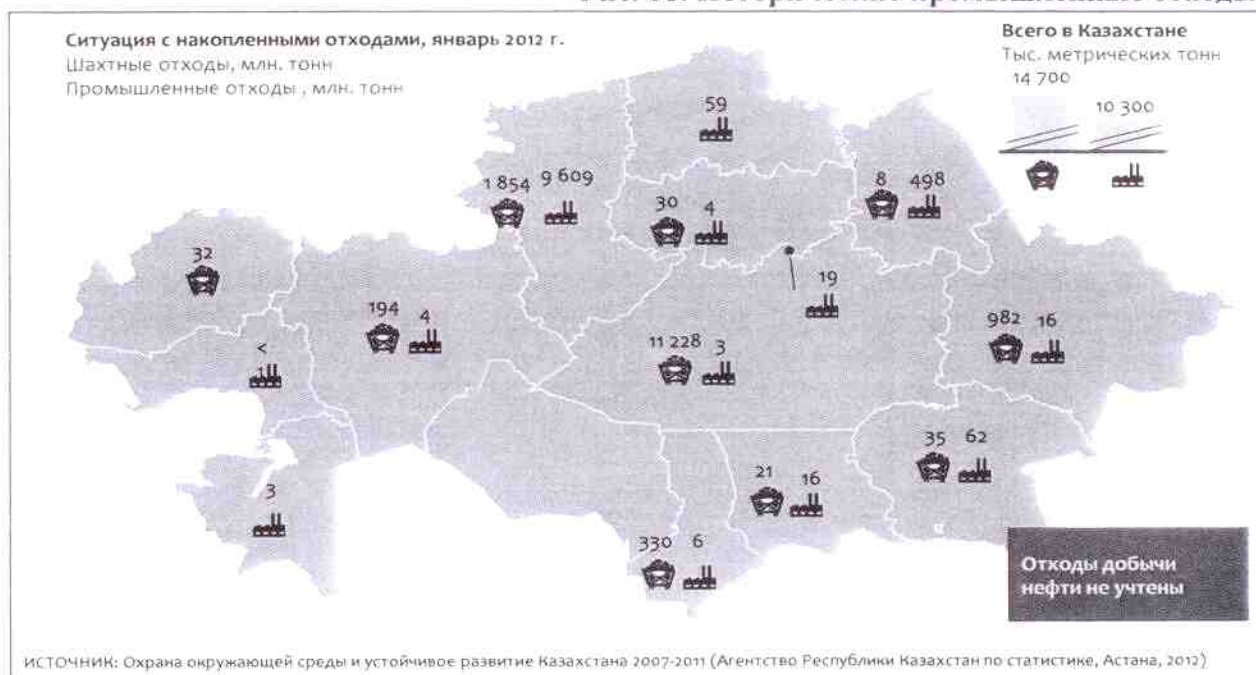 Ситуация с накопленными отходами, январь 2012 г.
Шахтные отходы, млн. тонн
Промышленные отходы , млн. тонн
Всего в Казахстане
Тыс. метрических тонн
14 700
10 300
59
1 854 9 609
30 4
8 498
32
194 4
19
<
1
11 228 3
982 16
35 62
21 16
3
330 6
Отходы добычи
нефти не учтены
ИСТОЧНИК: Охрана окружающей среды и устойчивое развитие Казахстана 2007-2011 (Агентство Республики Казахстан по статистике, Астана, 2012)